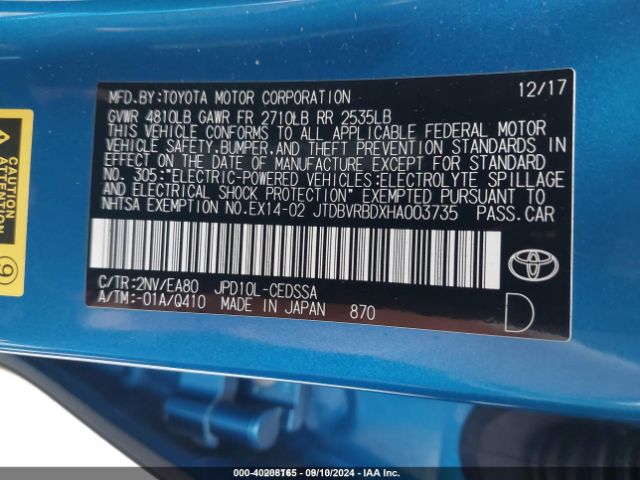 MFD.BY:TOYOTA MOTOR CORPORATION 12/17
GVWR 4810LB GAWR FR 2710LB RR 2535LB
THIS VEHICLE CONFORMS TO ALL APPLICABLE FEDERAL MOTOR
VEHICLE SAFETY,BUMPER,AND THEFT PREVENTION STANDARDS IN
EFFECT ON THE DATE OF MANUFACTURE EXCEPT FOR STANDARD
NO. 305:"ELECTRIC-POWERED VEHICLES:ELECTROLYTE SPILLAGE
AND ELECTRICAL SHOCK PROTECTION" EXEMPTED PURSUANT TO
NHTSA EXEMPTION NO.EX14-02 JTDBVRBDXHA003735 PASS.CAR
C/TR:2NV/EA80 JPD10L-CEDSSA
A/TM:-01A/Q410 MADE IN JAPAN 870
D
CA
ATTENTION
9
000-40208165 - 09/10/2024 - IAA Inc.